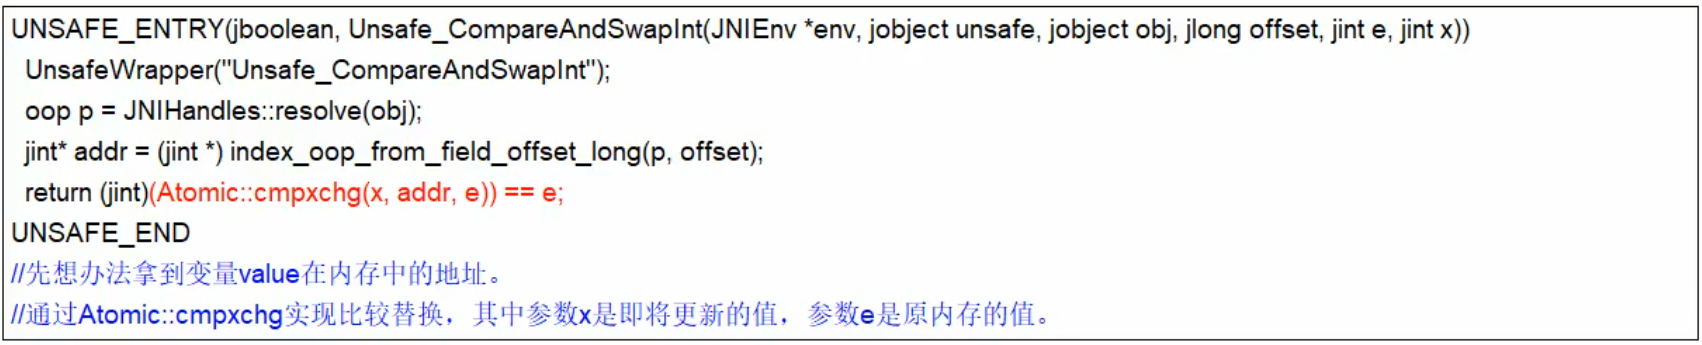 UNSAFE_ENTRY(jboolean, Unsafe_CompareAndSwapInt(JNIEnv *env, jobject unsafe, jobject obj, jlong offset, jint e, jint x))
UnsafeWrapper("Unsafe_CompareAndSwapInt");
oop p = JNIHandles::resolve(obj);
jint* addr = (jint *) index_oop_from_field_offset_long(p, offset);
return (jint)(Atomic::cmpxchg(x, addr, e)) == e;
UNSAFE_END
//先想办法拿到变量value在内存中的地址。
//通过Atomic::cmpxchg实现比较替换，其中参数x是即将更新的值，参数e是原内存的值。